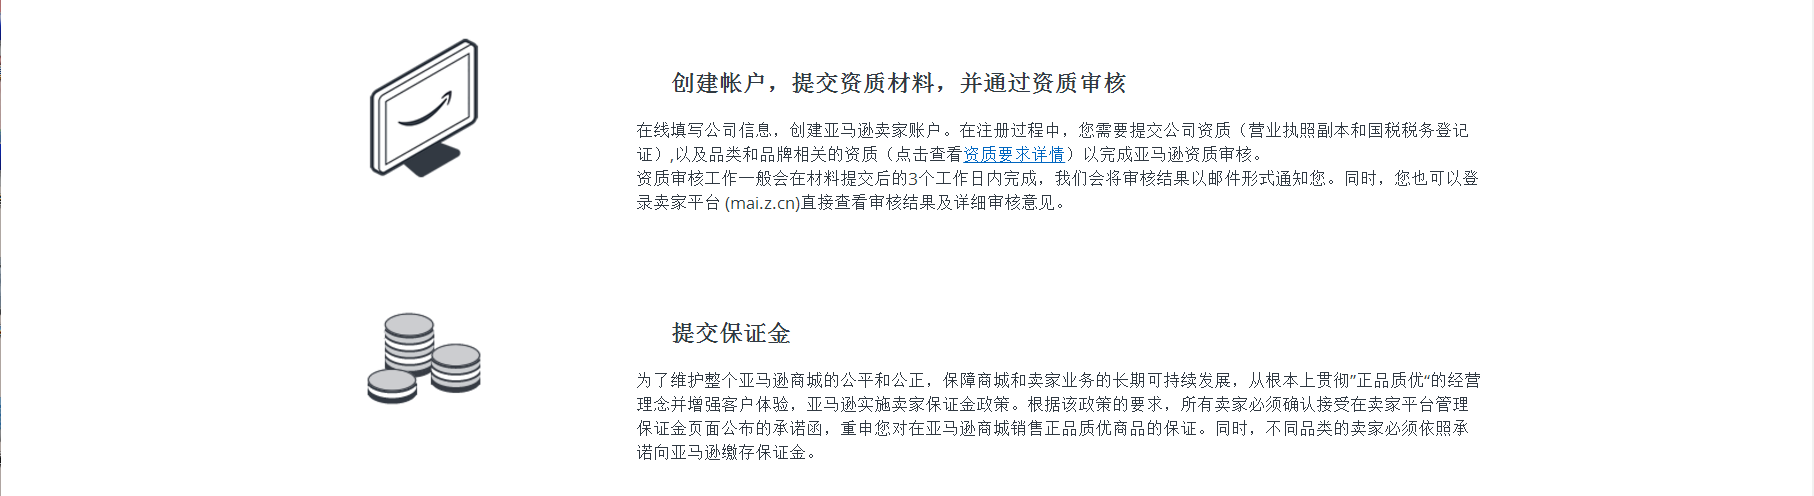 创建帐户，提交资质材料，并通过资质审核
在线填写公司信息，创建亚马逊卖家账户。在注册过程中，您需要提交公司资质（营业执照副本和国税税务登记
证）,以及品类和品牌相关的资质（点击查看资质要求详情）以完成亚马逊资质审核。
资质审核工作一般会在材料提交后的3个工作日内完成，我们会将审核结果以邮件形式通知您。同时，您也可以登
录卖家平台 (mai.z.cn)直接查看审核结果及详细审核意见。
提交保证金
为了维护整个亚马逊商城的公平和公正，保障商城和卖家业务的长期可持续发展，从根本上贯彻”正品质优“的经营
理念并增强客户体验，亚马逊实施卖家保证金政策。根据该政策的要求，所有卖家必须确认接受在卖家平台管理
保证金页面公布的承诺函，重申您对在亚马逊商城销售正品质优商品的保证。同时，不同品类的卖家必须依照承
诺向亚马逊缴存保证金。